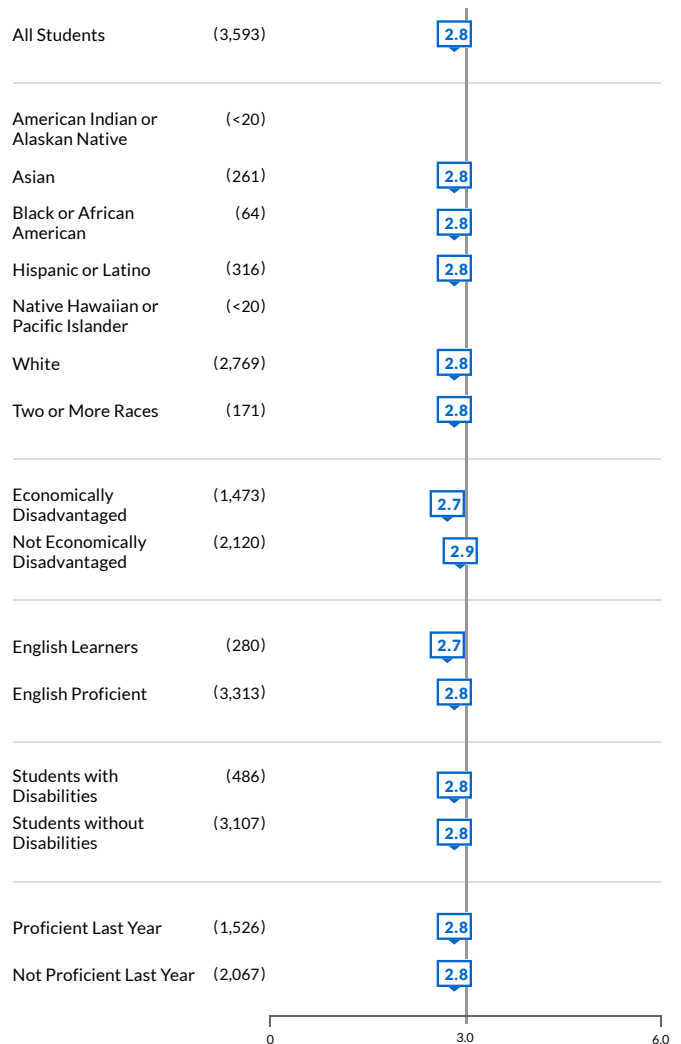 All Students (3,593) 2.8
American Indian or (<20)
Alaskan Native
Asian (261) 2.8
Black or African (64)
American 2.8
Hispanic or Latino (316) 2.8
Native Hawaiian or (<20)
Pacific Islander
White (2,769) 2.8
Two or More Races (171) 2.8
Economically (1,473)
Disadvantaged 2.7
Not Economically (2,120)
Disadvantaged 2.9
English Learners (280) 2.7
English Proficient (3,313) 2.8
Students with (486)
Disabilities 2.8
Students without (3,107)
Disabilities 2.8
Proficient Last Year (1,526) 2.8
Not Proficient Last Year (2,067) 2.8
0 3.0 6.0